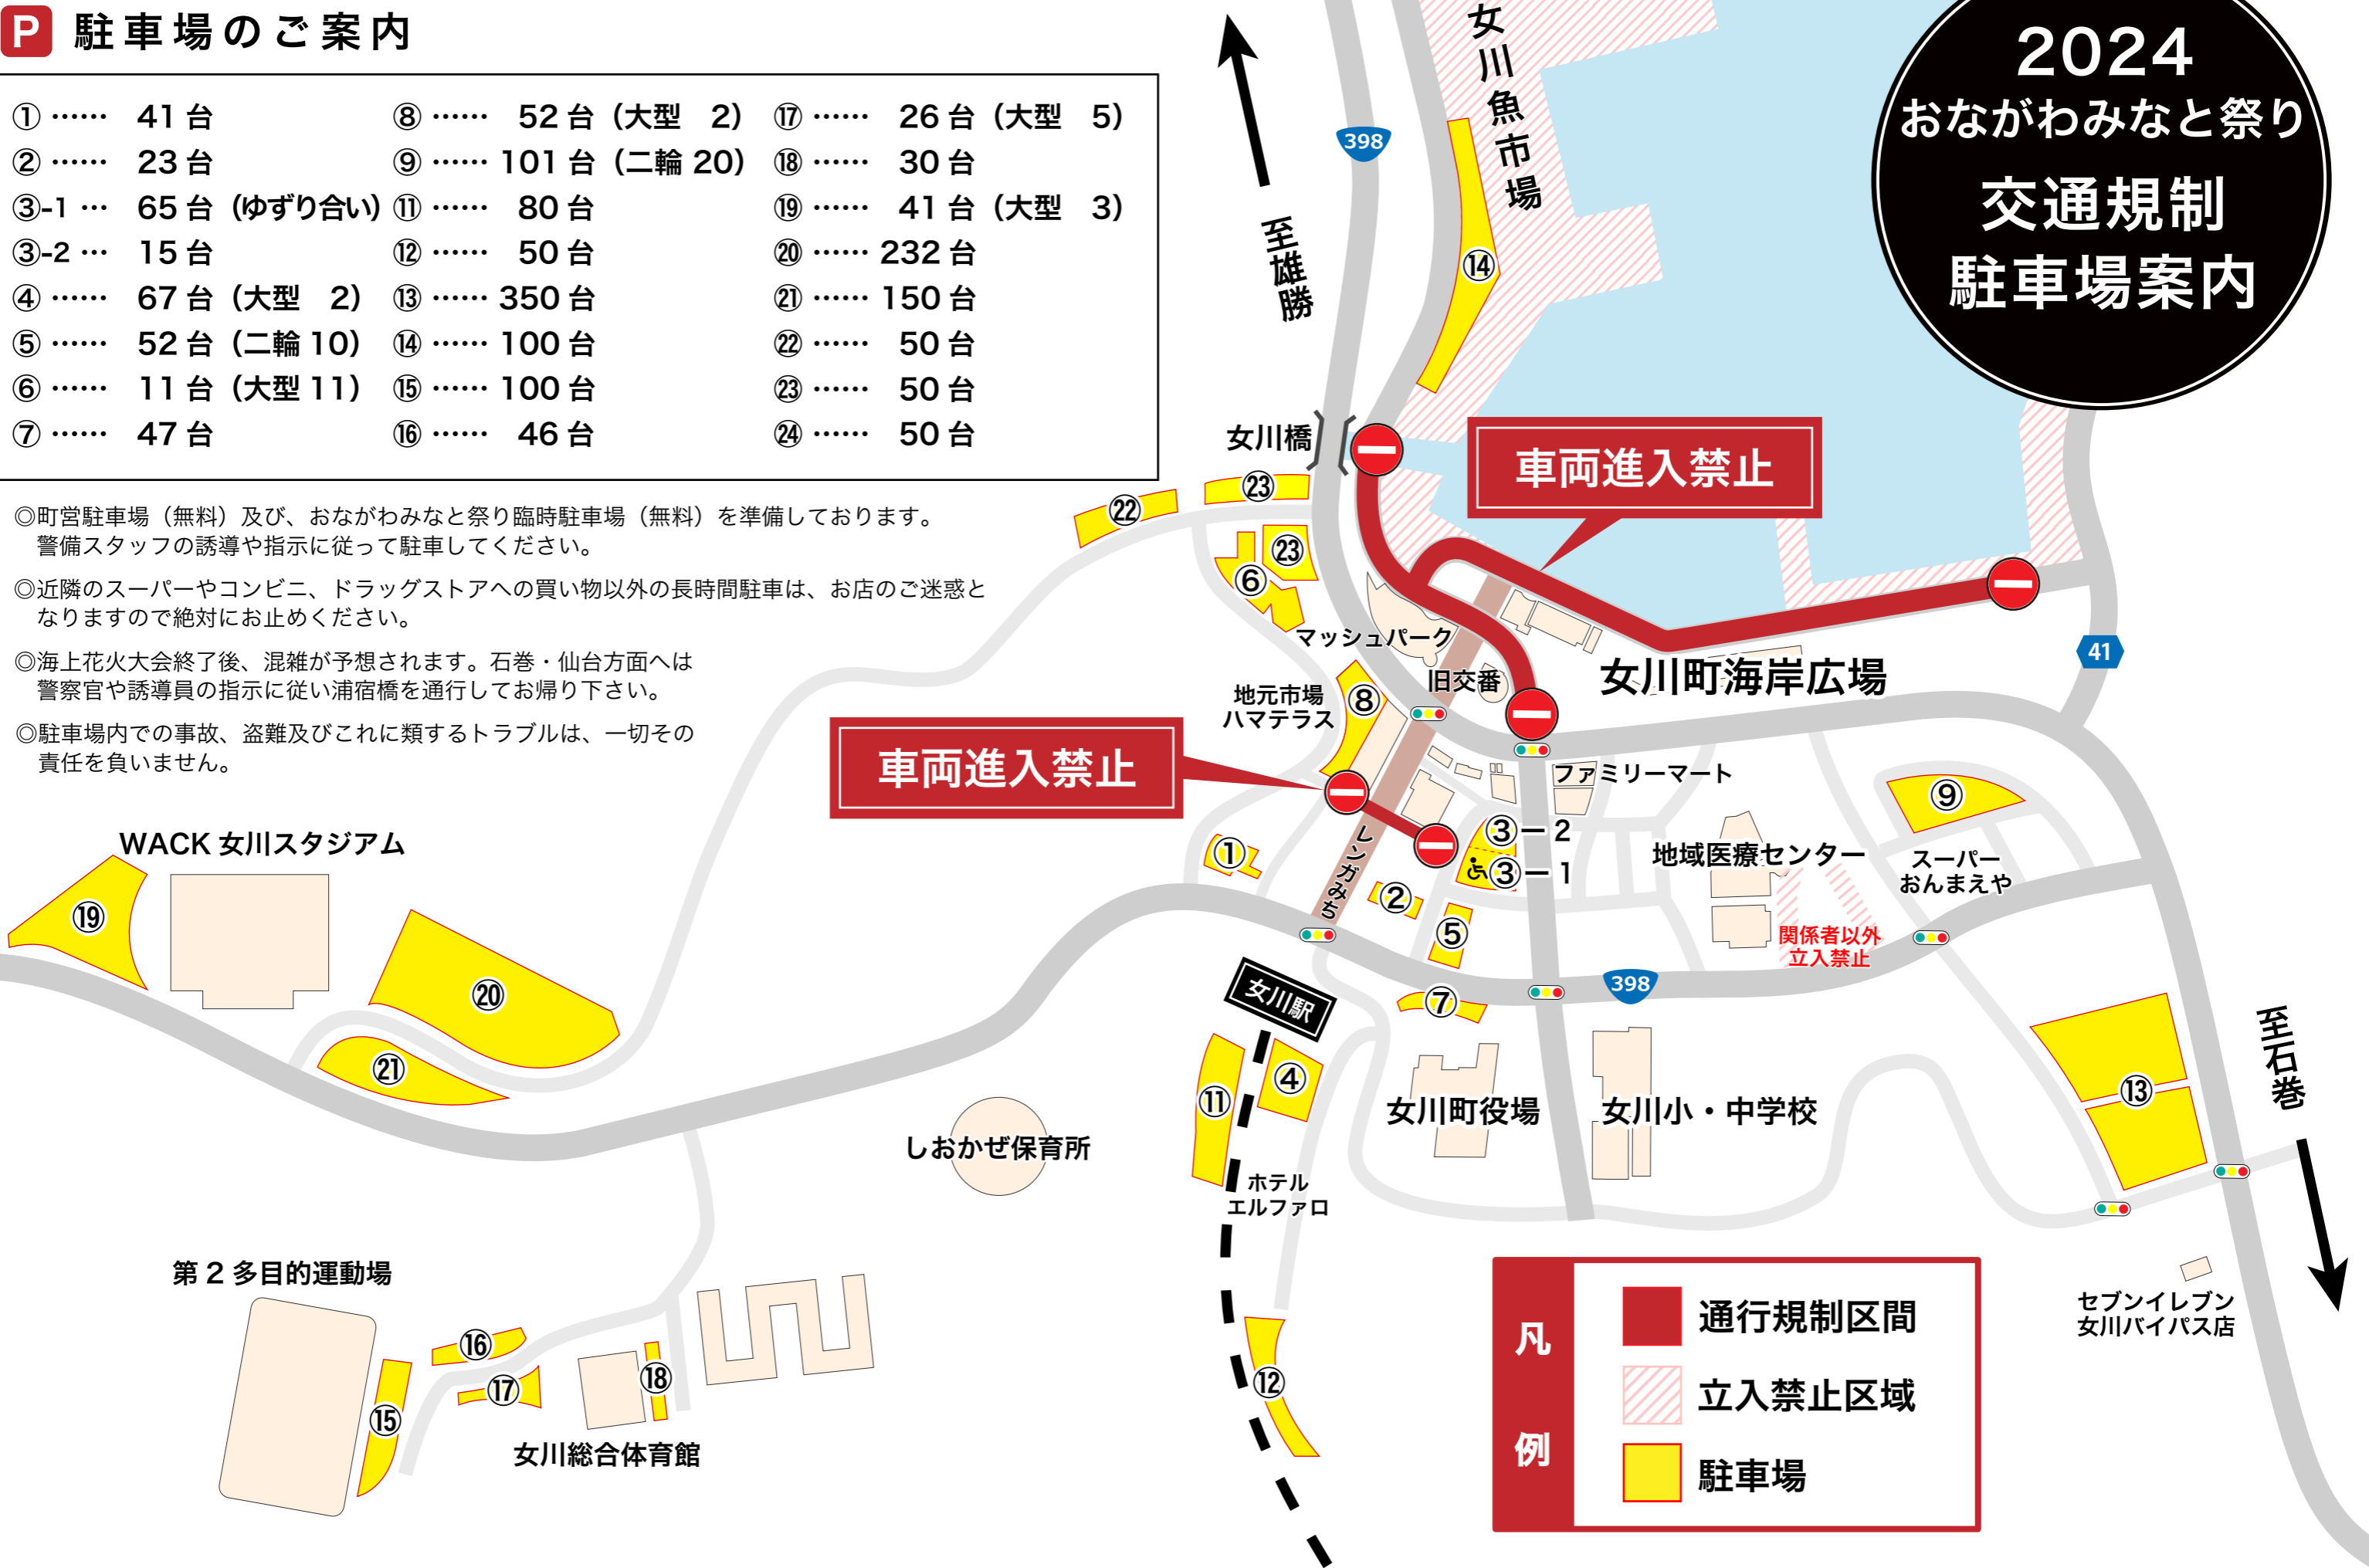 P 駐車場のご案内
① …… 41台
② …… 23台
③-1 … 65台（ゆずり合い）
③-2 … 15台
④ …… 67台（大型　2）
⑤ …… 52台（二輪 10）
⑥ …… 11台（大型 11）
⑦ …… 47台
⑧ …… 52台（大型　2）
⑨ …… 101台（二輪 20）
⑪ …… 80台
⑫ …… 50台
⑬ …… 350台
⑭ …… 100台
⑮ …… 100台
⑯ …… 46台
⑰ …… 26台（大型　5）
⑱ …… 30台
⑲ …… 41台（大型　3）
⑳ …… 232台
㉑ …… 150台
㉒ …… 50台
㉓ …… 50台
㉔ …… 50台
◎町営駐車場（無料）及び、おながわみなと祭り臨時駐車場（無料）を準備しております。
警備スタッフの誘導や指示に従って駐車してください。
◎近隣のスーパーやコンビニ、ドラッグストアへの買い物以外の長時間駐車は、お店のご迷惑と
なりますので絶対にお止めください。
◎海上花火大会終了後、混雑が予想されます。石巻・仙台方面へは
警察官や誘導員の指示に従い浦宿橋を通行してお帰り下さい。
◎駐車場内での事故、盗難及びこれに類するトラブルは、一切その
責任を負いません。
2024
おながわみなと祭り
交通規制
駐車場案内
女川魚市場
398
至雄勝
⑭
女川橋
車両進入禁止
㉓
㉒
㉓
⑥
マッシュパーク
旧交番
女川町海岸広場
41
地元市場
ハマテラス
⑧
車両進入禁止
ファミリーマート
⑨
③－2
③－1
地域医療センター
スーパー
おんまえや
①
レンガみち
②
⑤
関係者以外
立入禁止
WACK 女川スタジアム
⑲
⑳
㉑
女川駅
⑦
398
至石巻
⑪
④
女川町役場
女川小・中学校
⑬
しおかぜ保育所
ホテル
エルファロ
第2多目的運動場
⑯
⑰
⑱
⑮
女川総合体育館
⑫
セブンイレブン
女川バイパス店
凡例
通行規制区間
立入禁止区域
駐車場